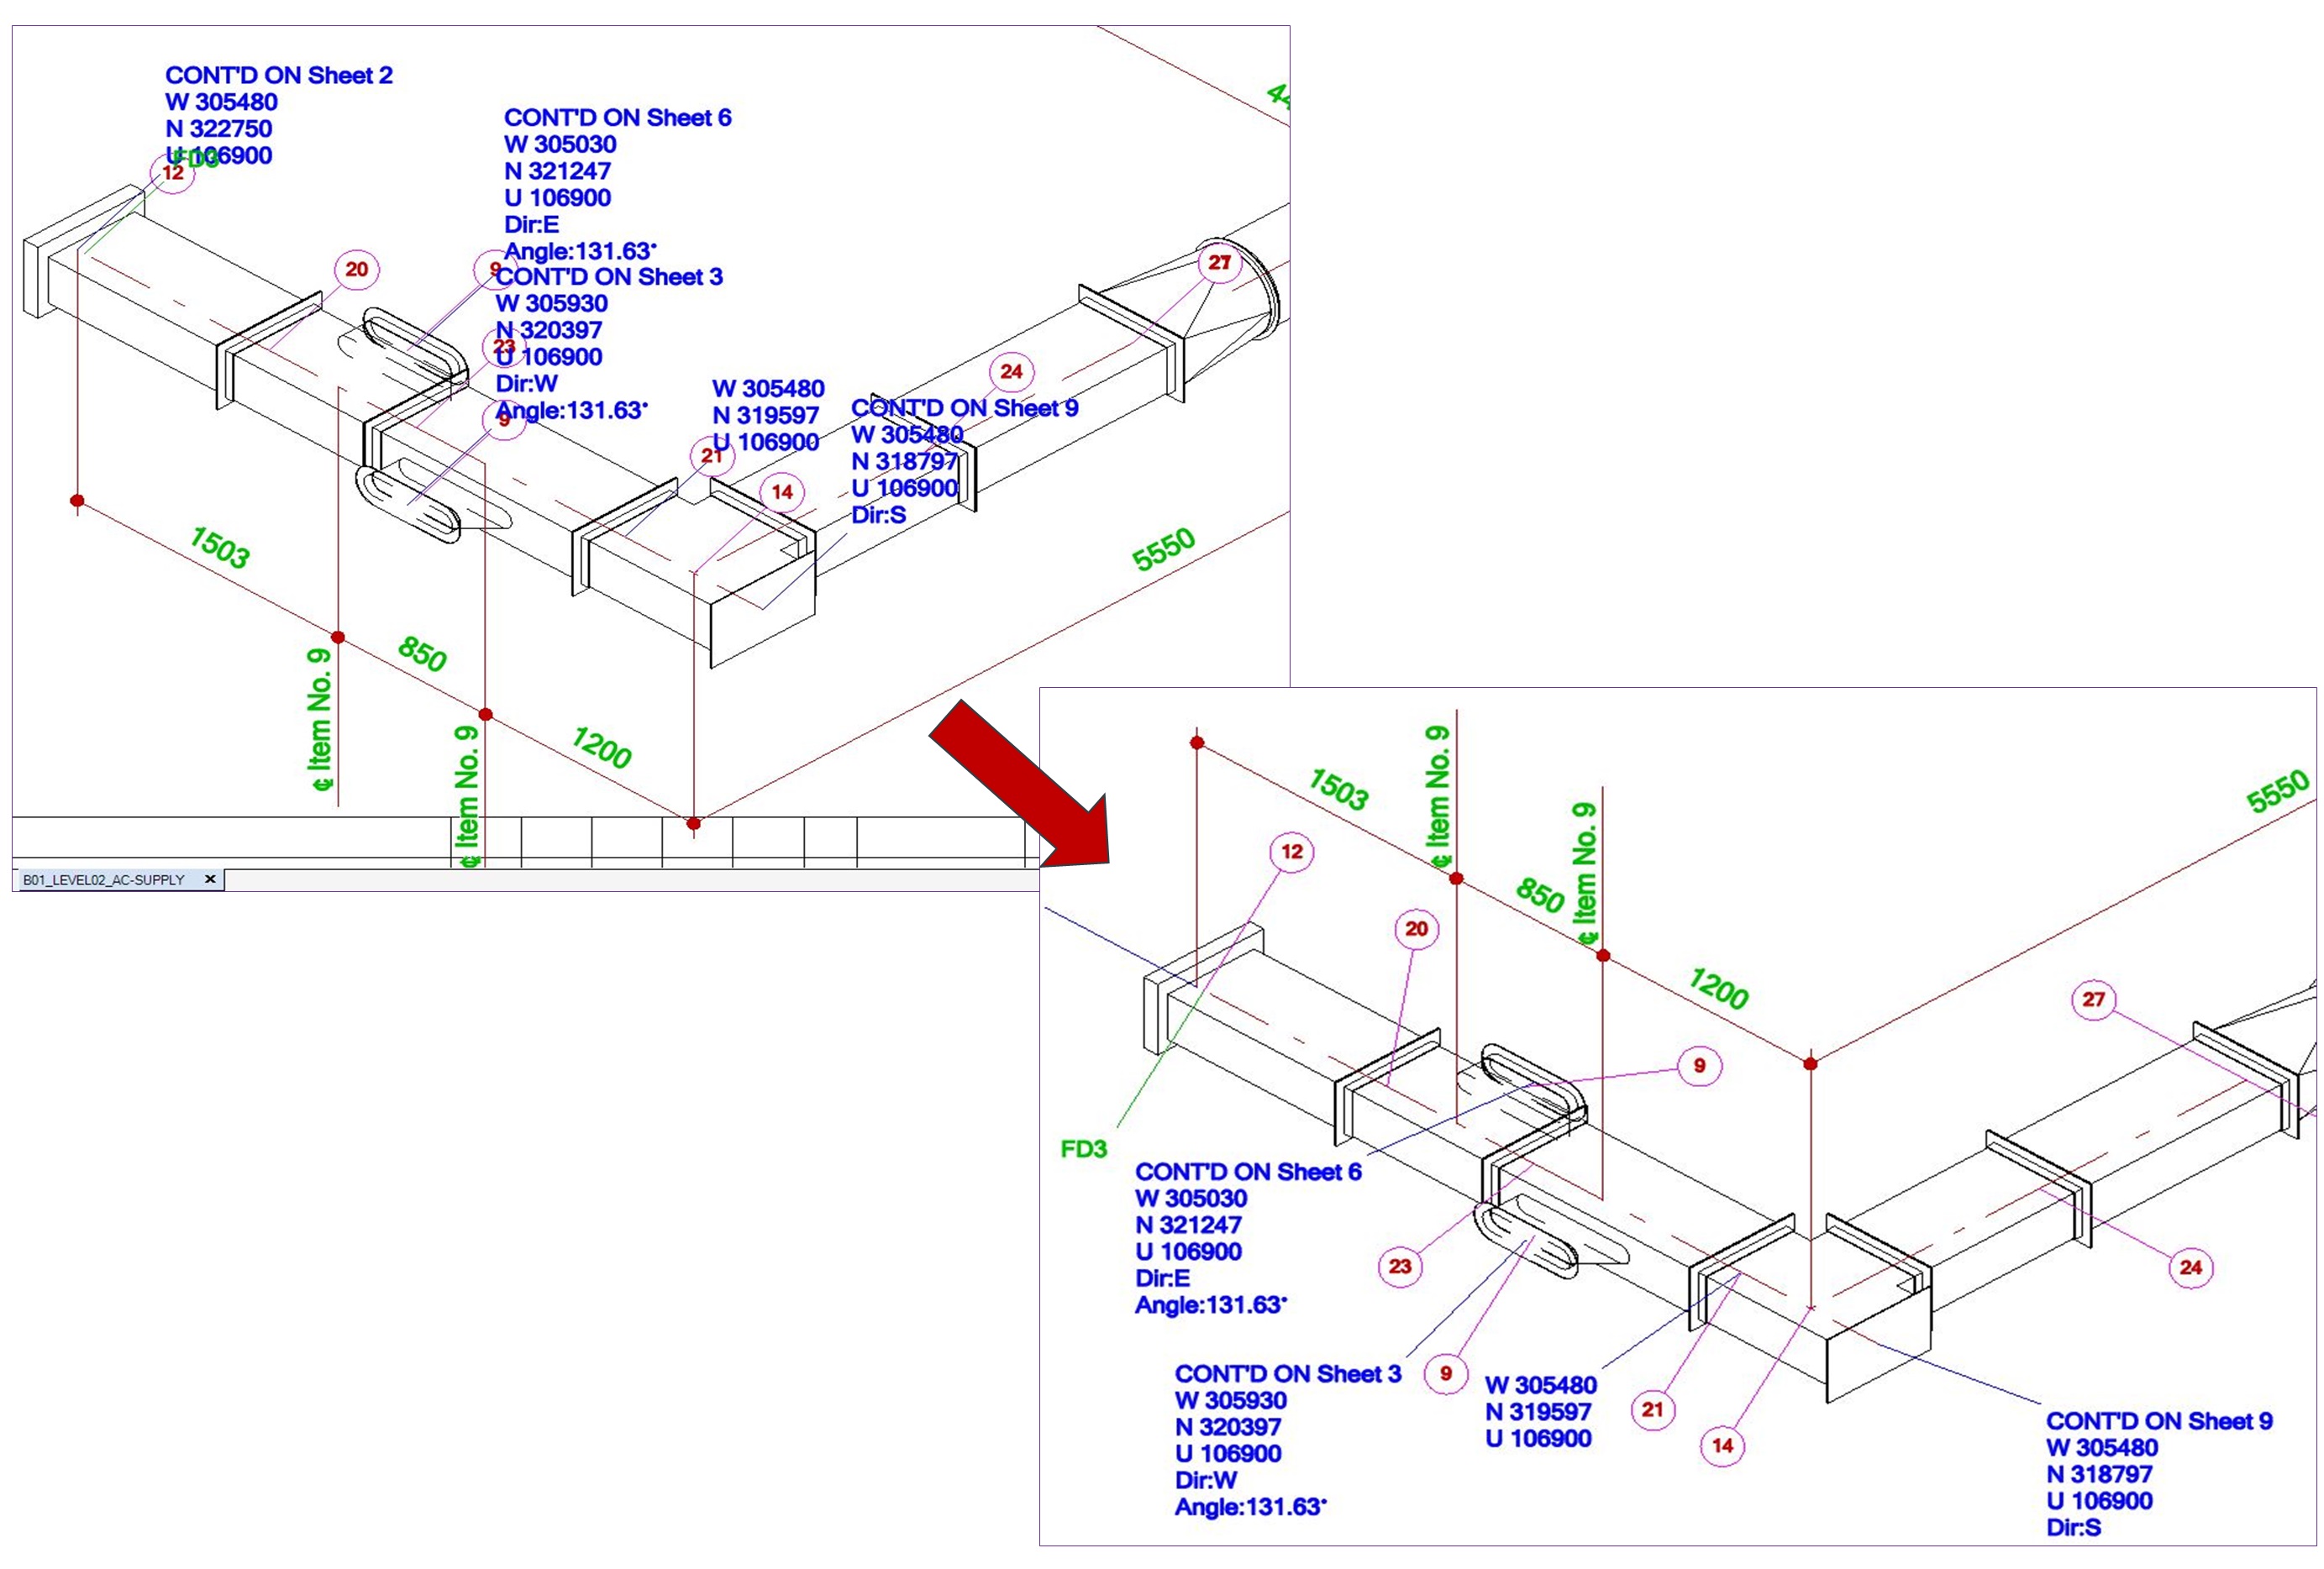 CONT'D ON Sheet 2
W 305480
N 322750
U 106900
FD3
12
CONT'D ON Sheet 6
W 305030
N 321247
U 106900
Dir:E
Angle:131.63°
20
9
CONT'D ON Sheet 3
W 305930
N 320397
U 106900
Dir:W
Angle:131.63°
23
9
27
24
W 305480
N 319597
U 106900
21
14
CONT'D ON Sheet 9
W 305480
N 318797
U 106900
Dir:S
1503
850
1200
5550
℄ Item No. 9
℄ Item No. 9
B01_LEVEL02_AC-SUPPLY
1503
℄ Item No. 9
850
℄ Item No. 9
1200
5550
12
20
9
27
FD3
CONT'D ON Sheet 6
W 305030
N 321247
U 106900
Dir:E
Angle:131.63°
23
24
CONT'D ON Sheet 3
W 305930
N 320397
U 106900
Dir:W
Angle:131.63°
9
W 305480
N 319597
U 106900
21
14
CONT'D ON Sheet 9
W 305480
N 318797
U 106900
Dir:S